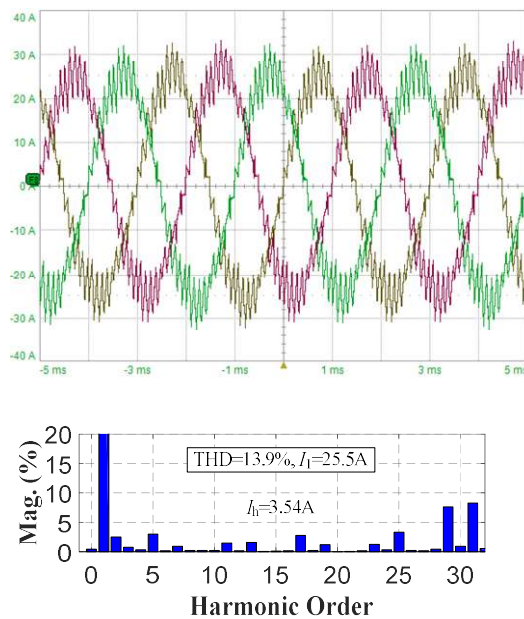 40 A
30 A
20 A
10 A
0 A
-10 A
-20 A
-30 A
-40 A
-5 ms -3 ms -1 ms 1 ms 3 ms 5 m
20
15
10
5
0
Mag. (%)
THD=13.9%, I1=25.5A
Ih=3.54A
0 5 10 15 20 25 30
Harmonic Order